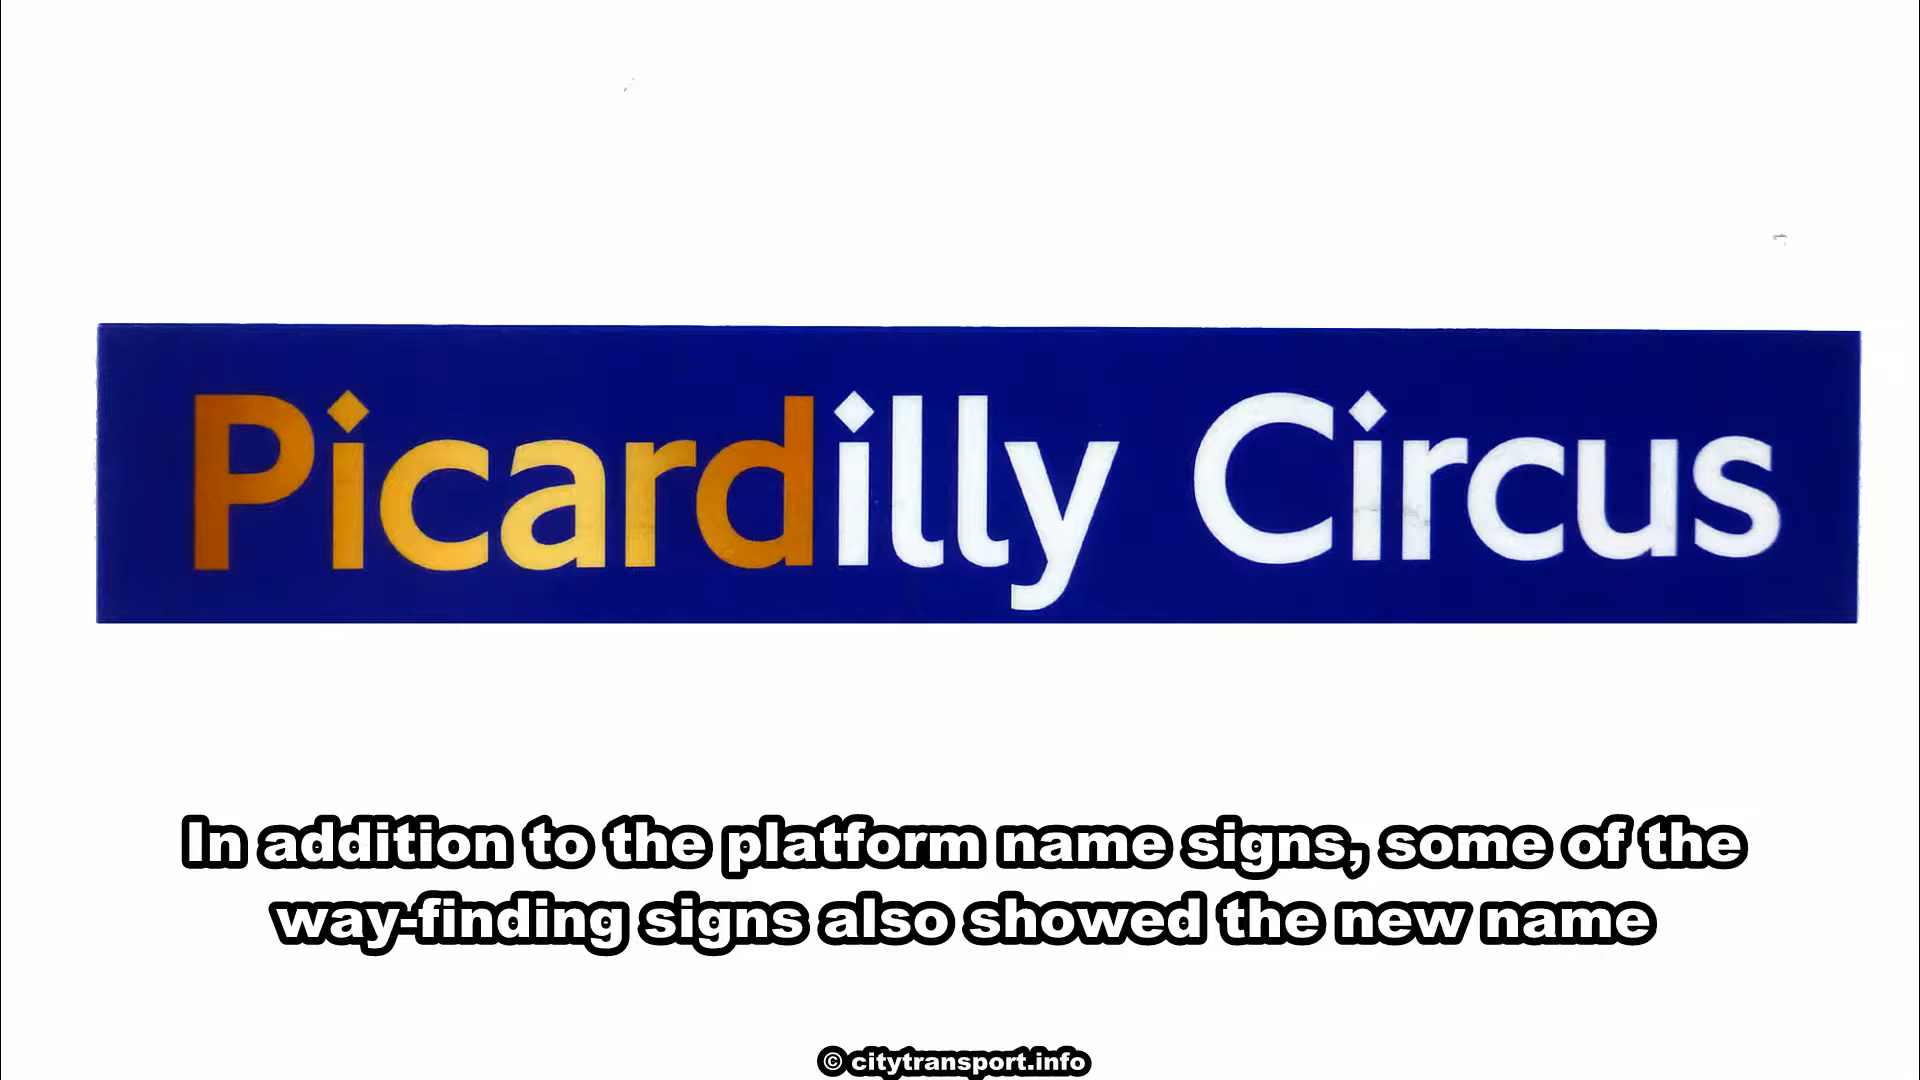 Picardilly Circus
In addition to the platform name signs, some of the
way-finding signs also showed the new name
© citytransport.info